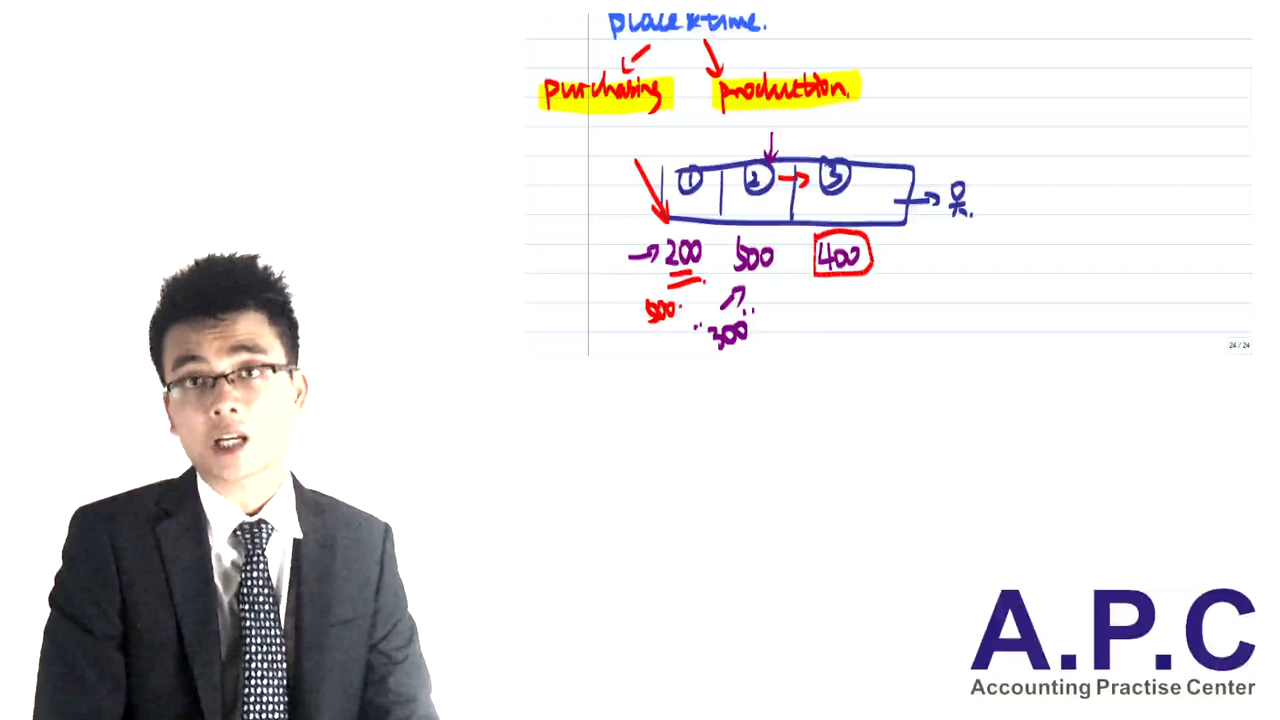 place & time.
purchasing production.
1 2 3
200 500 400
500.
300
24 / 24
A.P.C
Accounting Practise Center